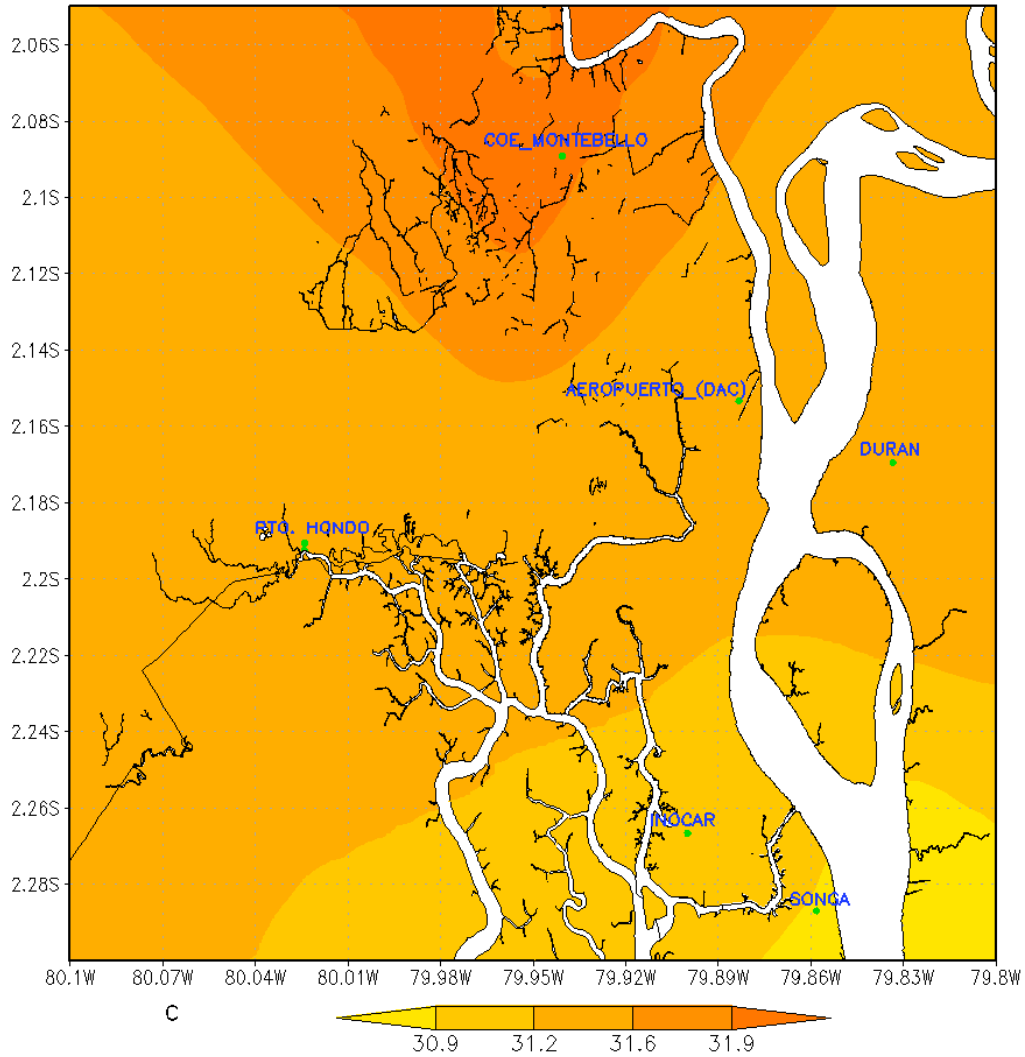 2.06S
2.08S
COE_MONTEBELLO
2.1S
2.12S
2.14S
AEROPUERTO_(DAC)
2.16S
DURAN
2.18S
PTO. HONDO
2.2S
2.22S
2.24S
2.26S
INOCAR
2.28S
SONGA
80.1W 80.07W 80.04W 80.01W 79.98W 79.95W 79.92W 79.89W 79.86W 79.83W 79.8W
C
30.9 31.2 31.6 31.9